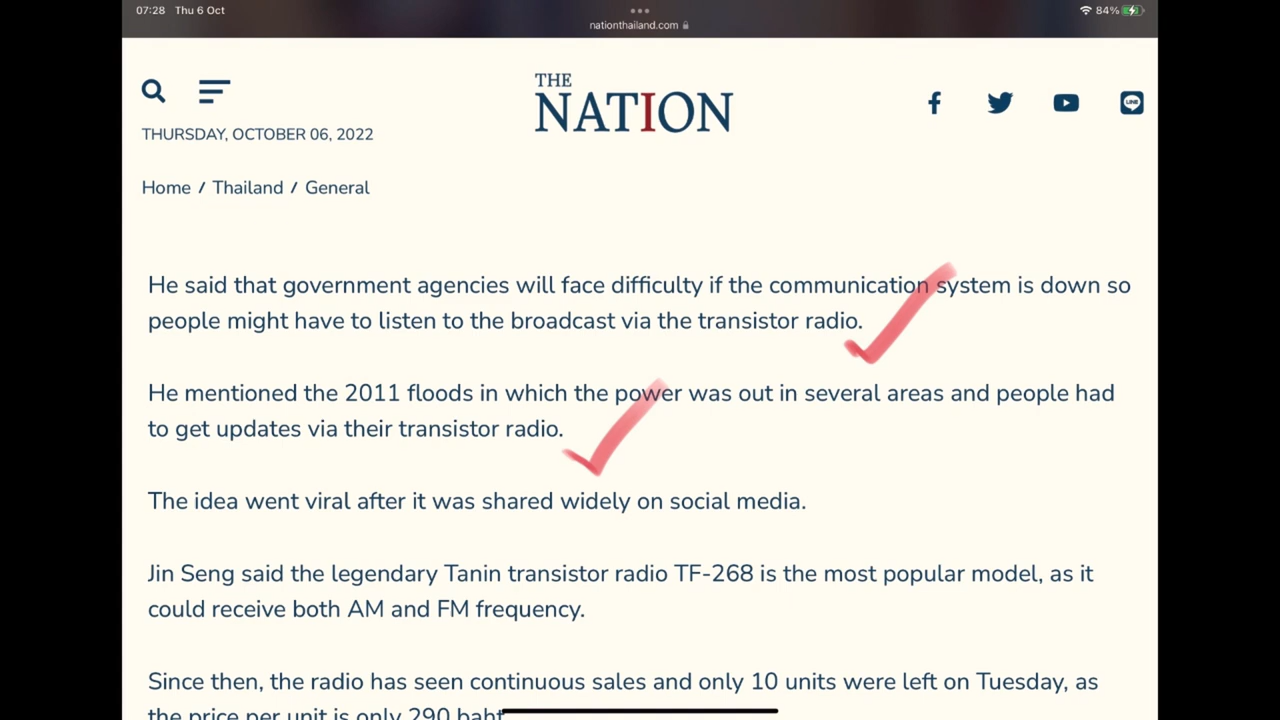 07:28 Thu 6 Oct
84%
nationthailand.com
THE
NATION
THURSDAY, OCTOBER 06, 2022
LINE
Home / Thailand / General
He said that government agencies will face difficulty if the communication system is down so
people might have to listen to the broadcast via the transistor radio.
He mentioned the 2011 floods in which the power was out in several areas and people had
to get updates via their transistor radio.
The idea went viral after it was shared widely on social media.
Jin Seng said the legendary Tanin transistor radio TF-268 is the most popular model, as it
could receive both AM and FM frequency.
Since then, the radio has seen continuous sales and only 10 units were left on Tuesday, as
the price per unit is only 290 baht